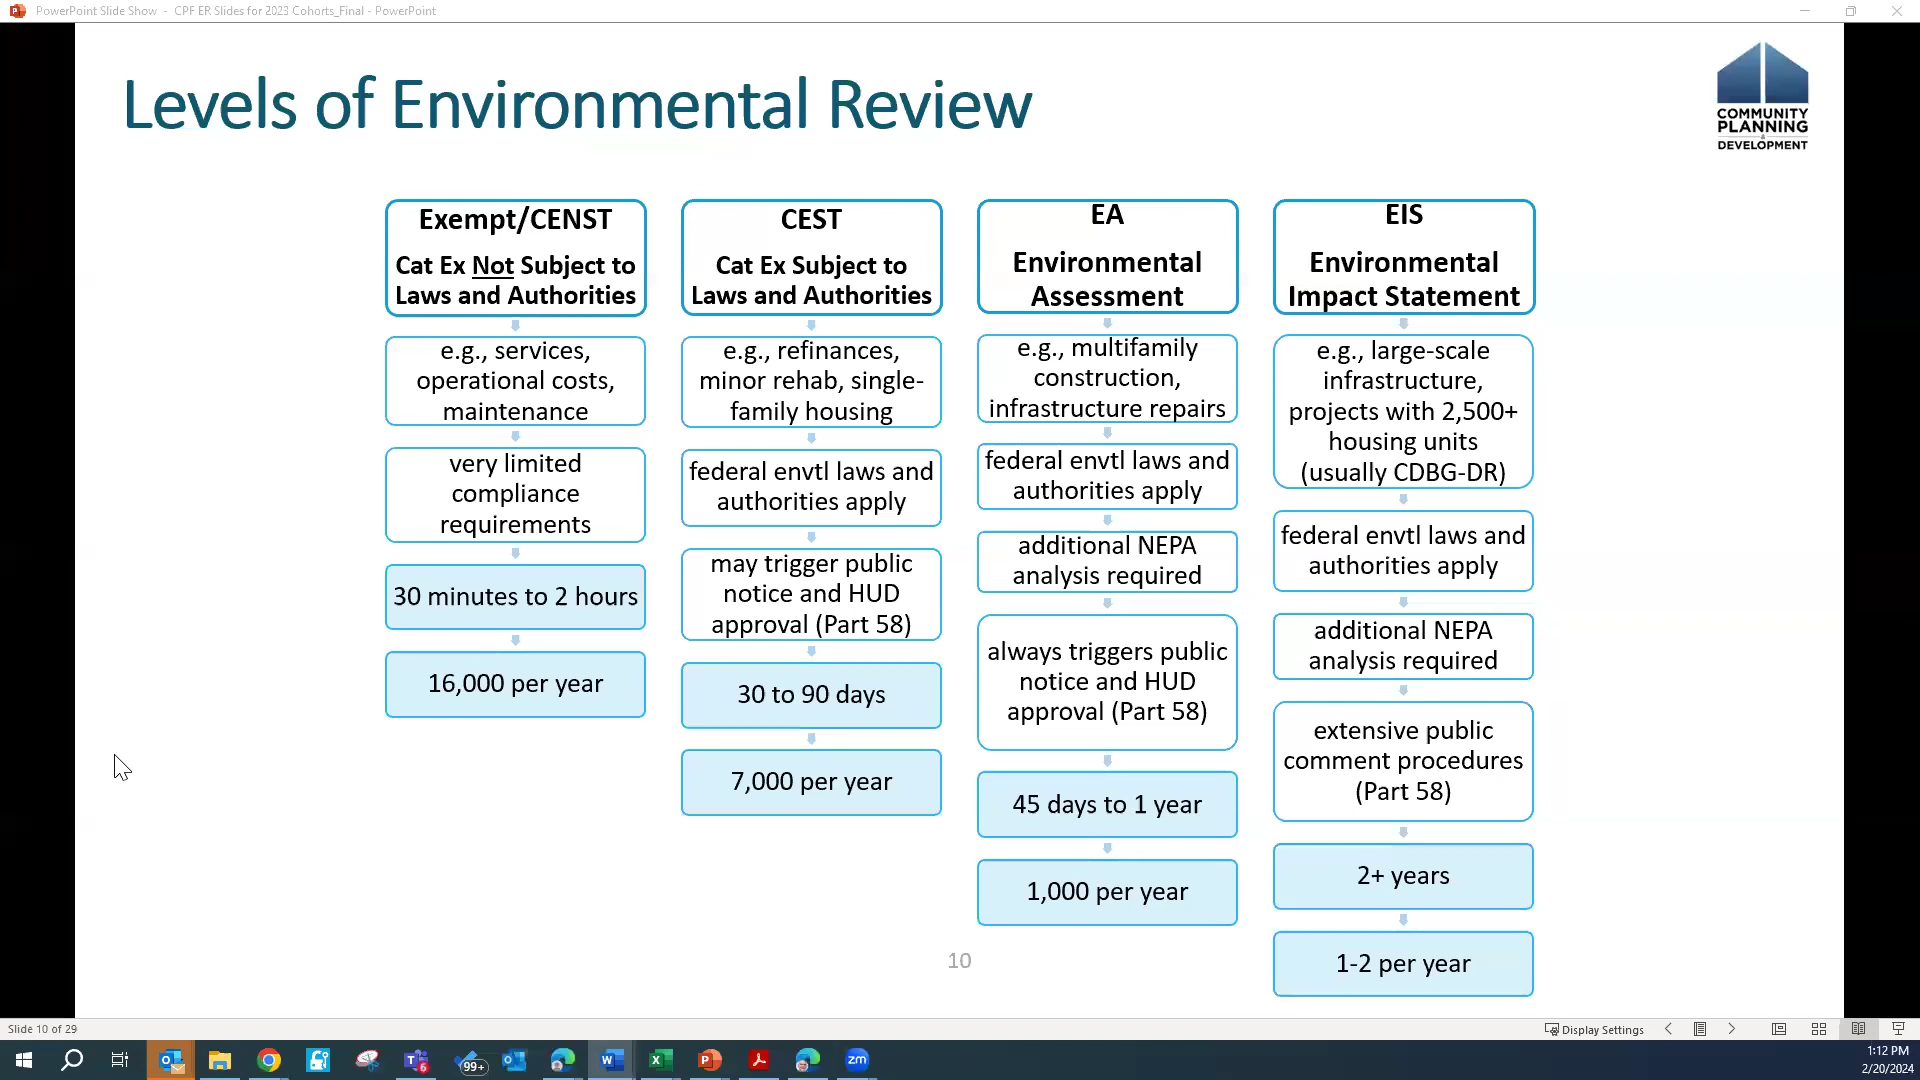 PowerPoint Slide Show - CPF ER Slides for 2023 Cohorts_Final - PowerPoint
Levels of Environmental Review
COMMUNITY
PLANNING
&
DEVELOPMENT
Exempt/CENST
Cat Ex Not Subject to
Laws and Authorities
e.g., services,
operational costs,
maintenance
very limited
compliance
requirements
30 minutes to 2 hours
16,000 per year
CEST
Cat Ex Subject to
Laws and Authorities
e.g., refinances,
minor rehab, single-
family housing
federal envtl laws and
authorities apply
may trigger public
notice and HUD
approval (Part 58)
30 to 90 days
7,000 per year
EA
Environmental
Assessment
e.g., multifamily
construction,
infrastructure repairs
federal envtl laws and
authorities apply
additional NEPA
analysis required
always triggers public
notice and HUD
approval (Part 58)
45 days to 1 year
1,000 per year
EIS
Environmental
Impact Statement
e.g., large-scale
infrastructure,
projects with 2,500+
housing units
(usually CDBG-DR)
federal envtl laws and
authorities apply
additional NEPA
analysis required
extensive public
comment procedures
(Part 58)
2+ years
1-2 per year
10
Slide 10 of 29
Display Settings
99+
6
zm
1:12 PM
2/20/2024